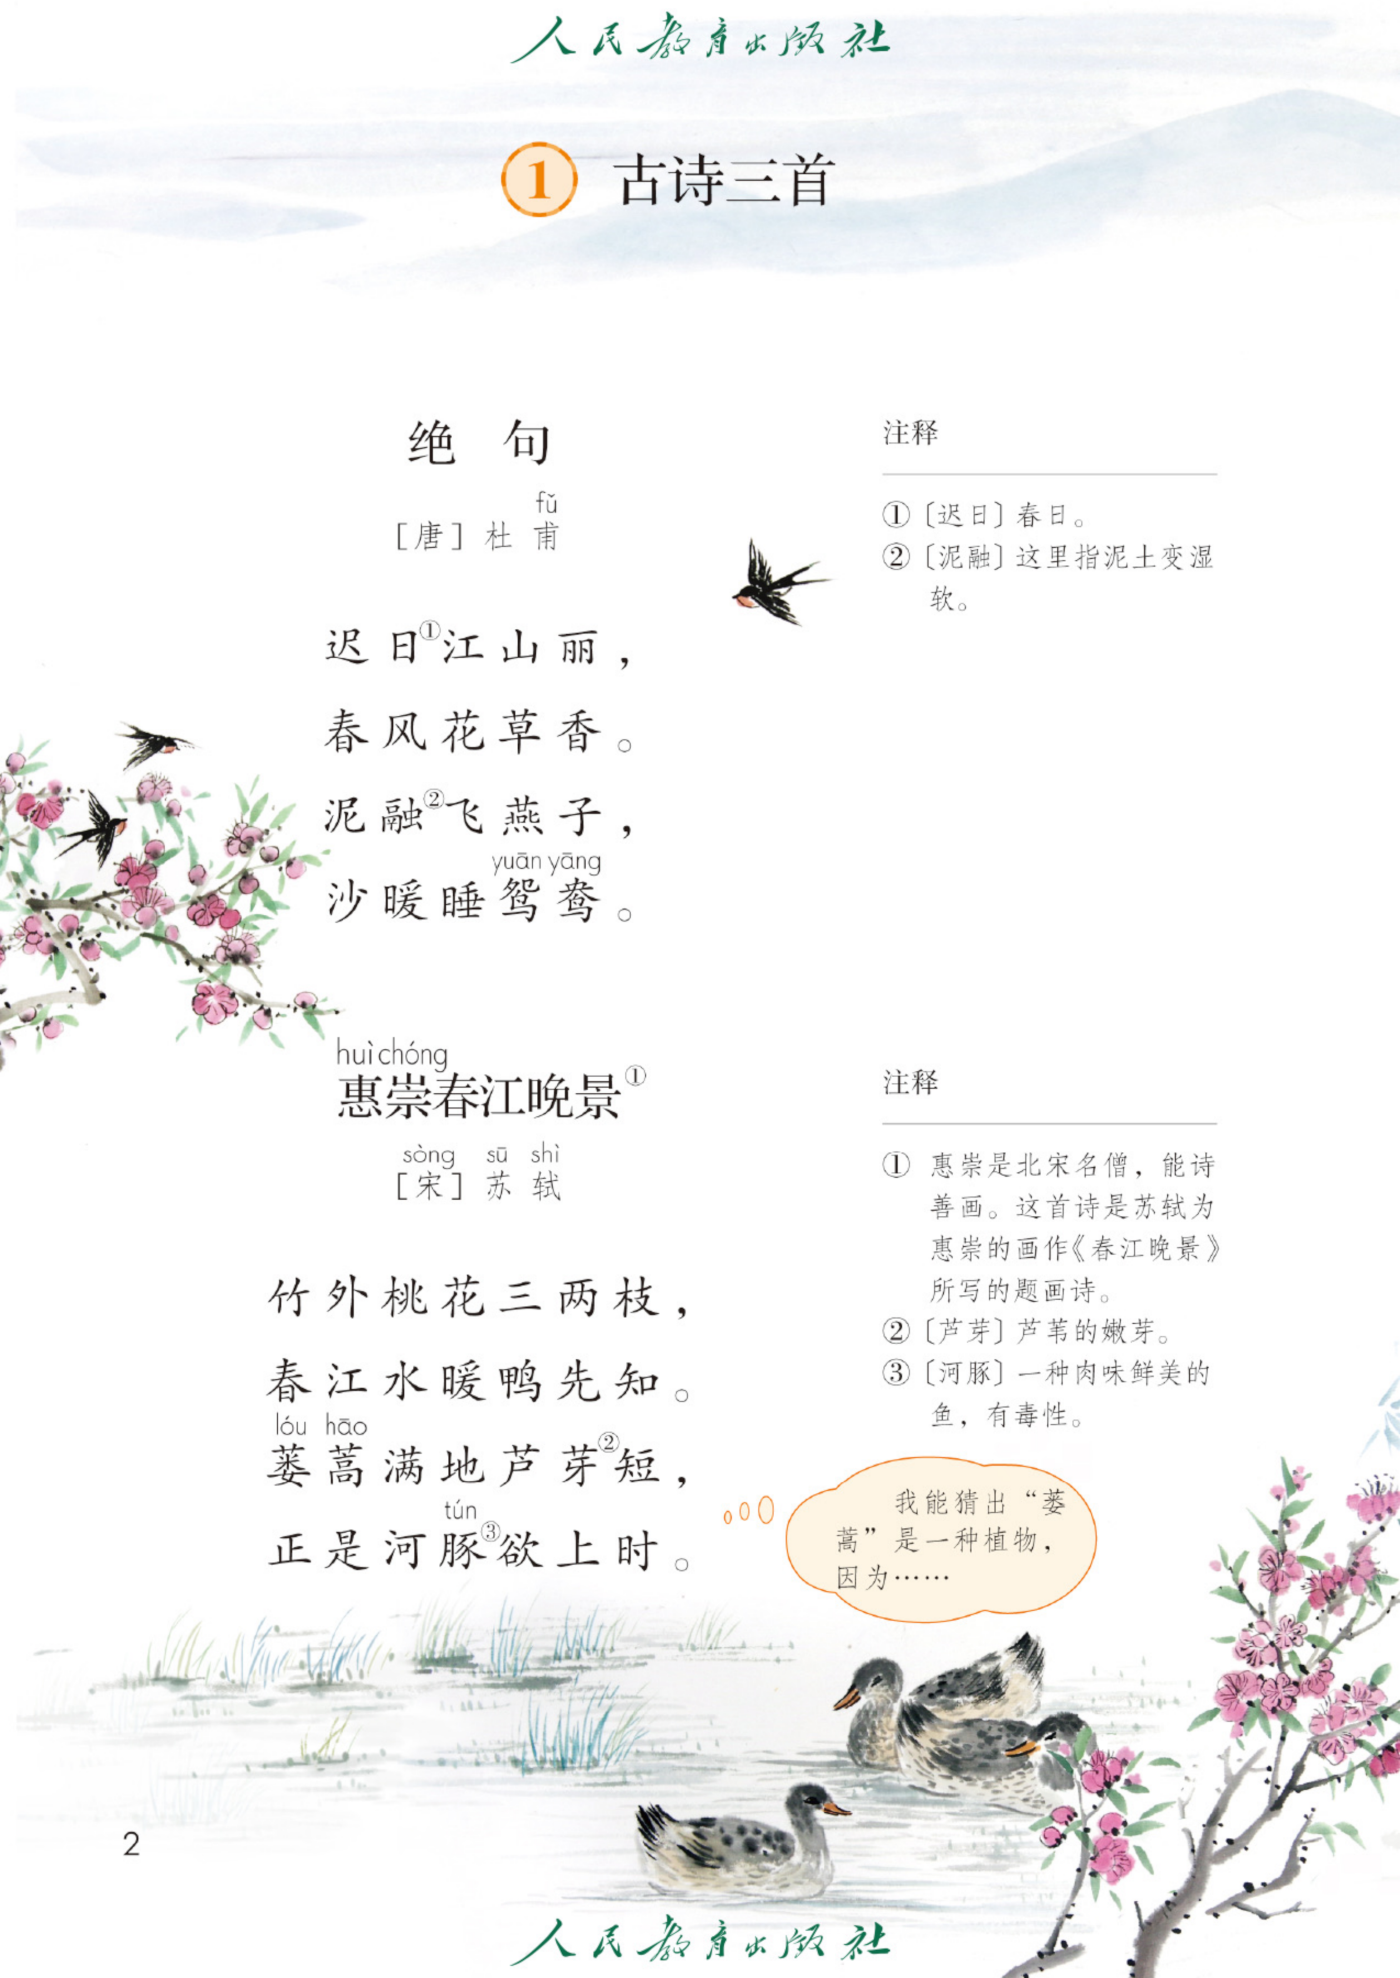 人民教育出版社
1 古诗三首
绝 句
fǔ
[唐] 杜 甫
迟日①江山丽，
春风花草香。
泥融②飞燕子，
yuān yāng
沙暖睡鸳鸯。
注释
①〔迟日〕春日。
②〔泥融〕这里指泥土变湿
软。
huì chóng
惠崇春江晚景①
sòng sū shì
[宋] 苏 轼
竹外桃花三两枝，
春江水暖鸭先知。
lóu hāo
蒌蒿满地芦芽②短，
tún
正是河豚③欲上时。
注释
① 惠崇是北宋名僧，能诗
善画。这首诗是苏轼为
惠崇的画作《春江晚景》
所写的题画诗。
②〔芦芽〕芦苇的嫩芽。
③〔河豚〕一种肉味鲜美的
鱼，有毒性。
我能猜出“蒌
蒿”是一种植物，
因为……
2
人民教育出版社